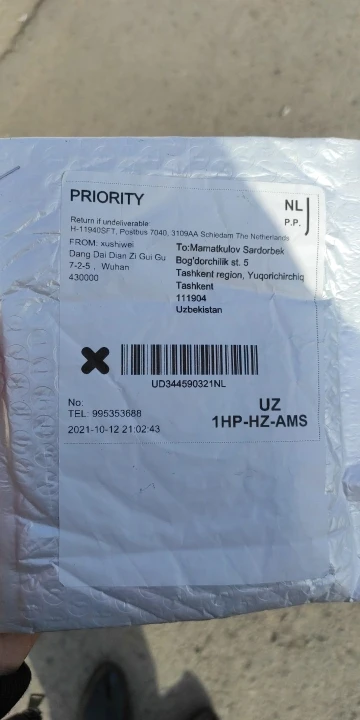 PRIORITY
NL
P.P.
Return if undeliverable:
H-11940SFT, Postbus 7040, 3109AA Schiedam The Netherlands
FROM: xushiwei
Dang Dai Dian Zi Gui Gu
7-2-5 , Wuhan
430000
To:Mamatkulov Sardorbek
Bog'dorchilik st. 5
Tashkent region, Yuqorichirchiq
Tashkent
111904
Uzbekistan
UD344590321NL
No:
TEL: 995353688
2021-10-12 21:02:43
UZ
1HP-HZ-AMS